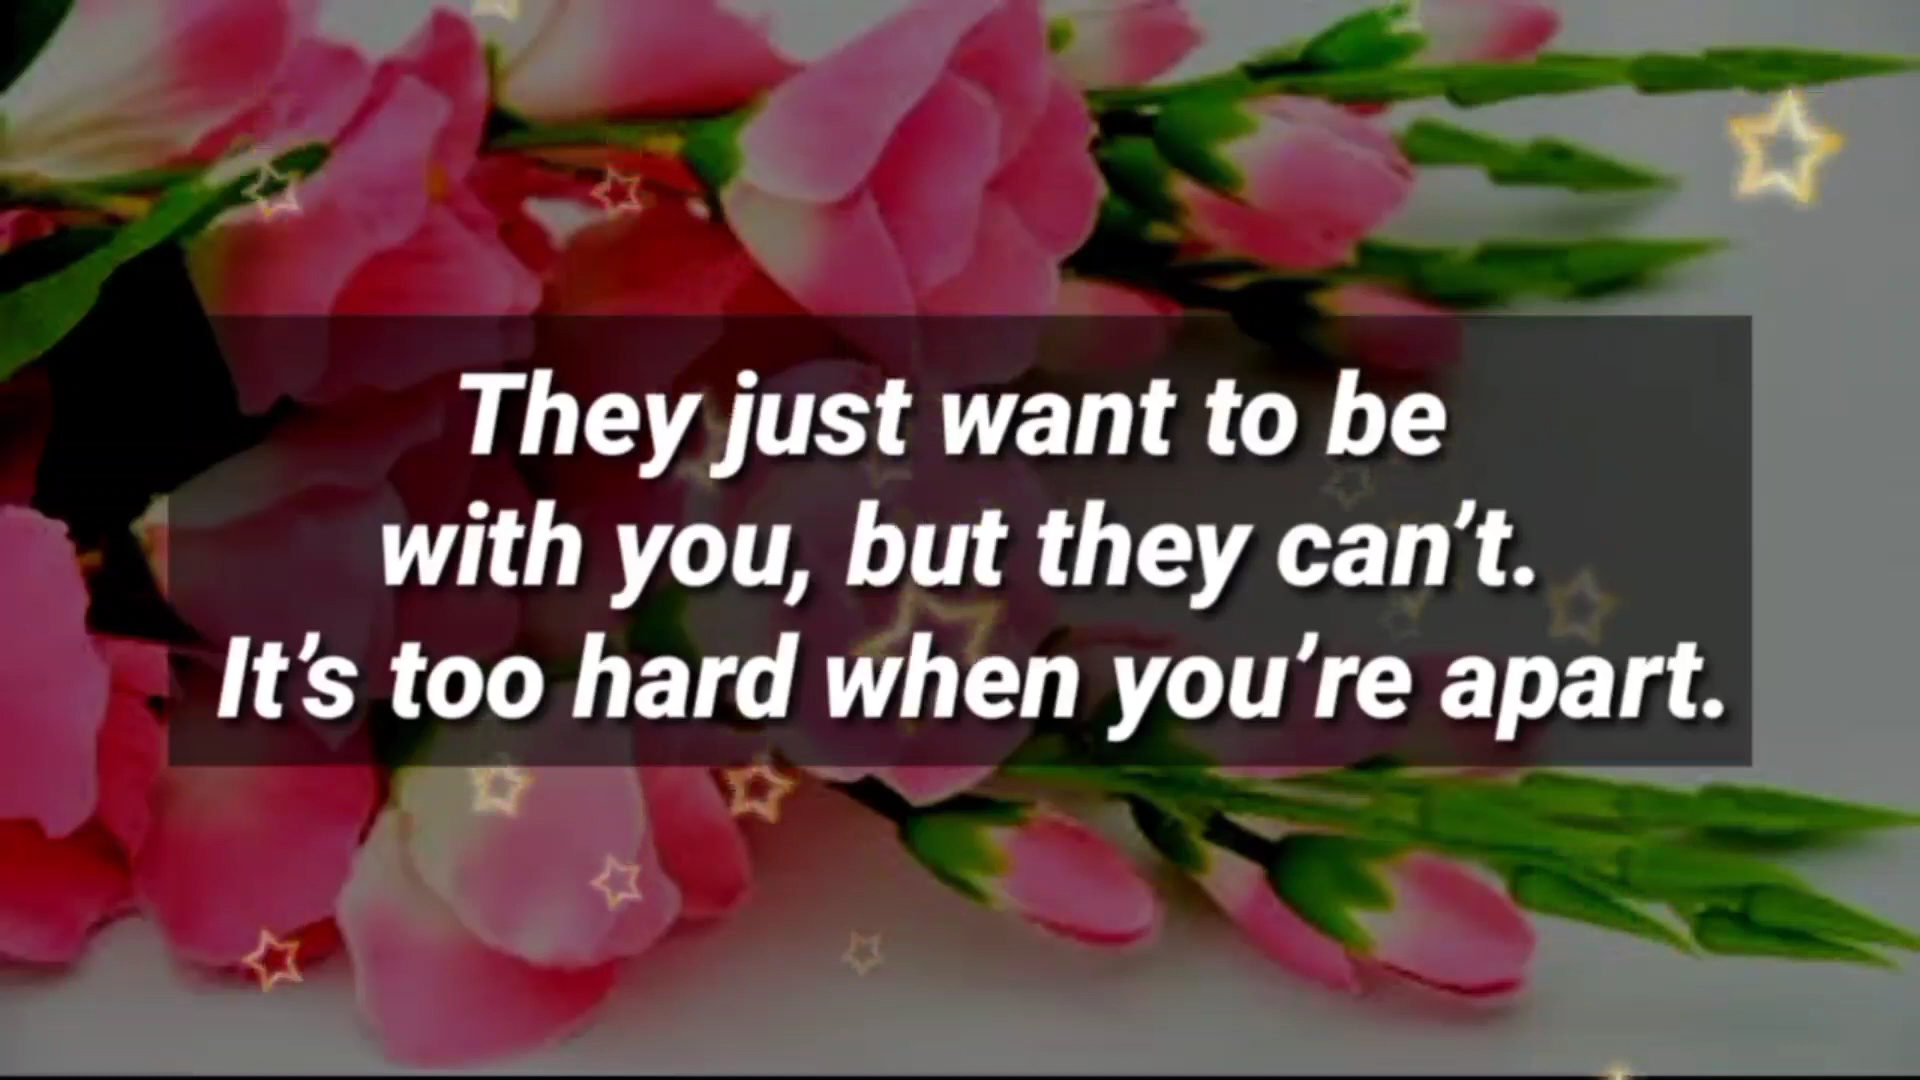 They just want to be
with you, but they can’t.
It’s too hard when you’re apart.